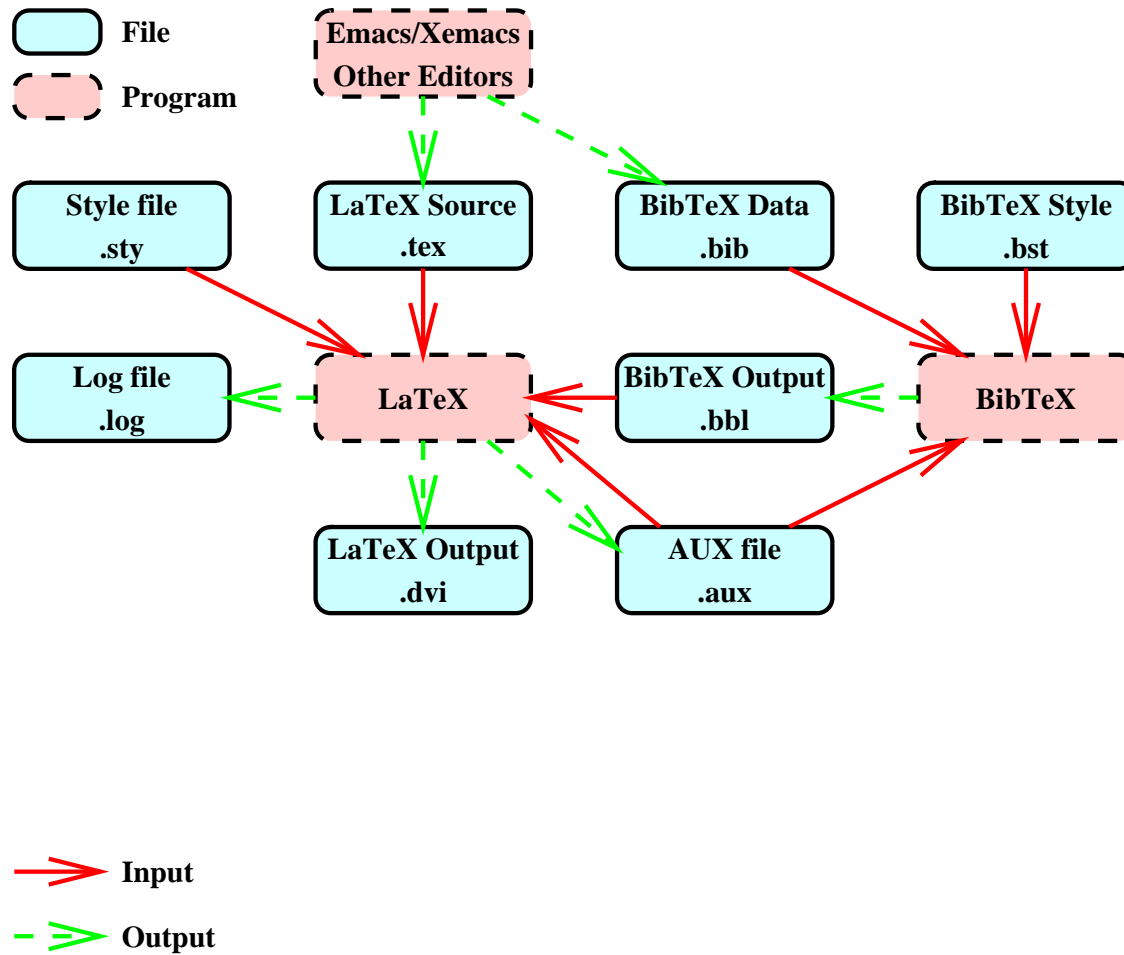 File
Program
Emacs/Xemacs
Other Editors
Style file
.sty
LaTeX Source
.tex
BibTeX Data
.bib
BibTeX Style
.bst
Log file
.log
LaTeX
BibTeX Output
.bbl
BibTeX
LaTeX Output
.dvi
AUX file
.aux
Input
Output